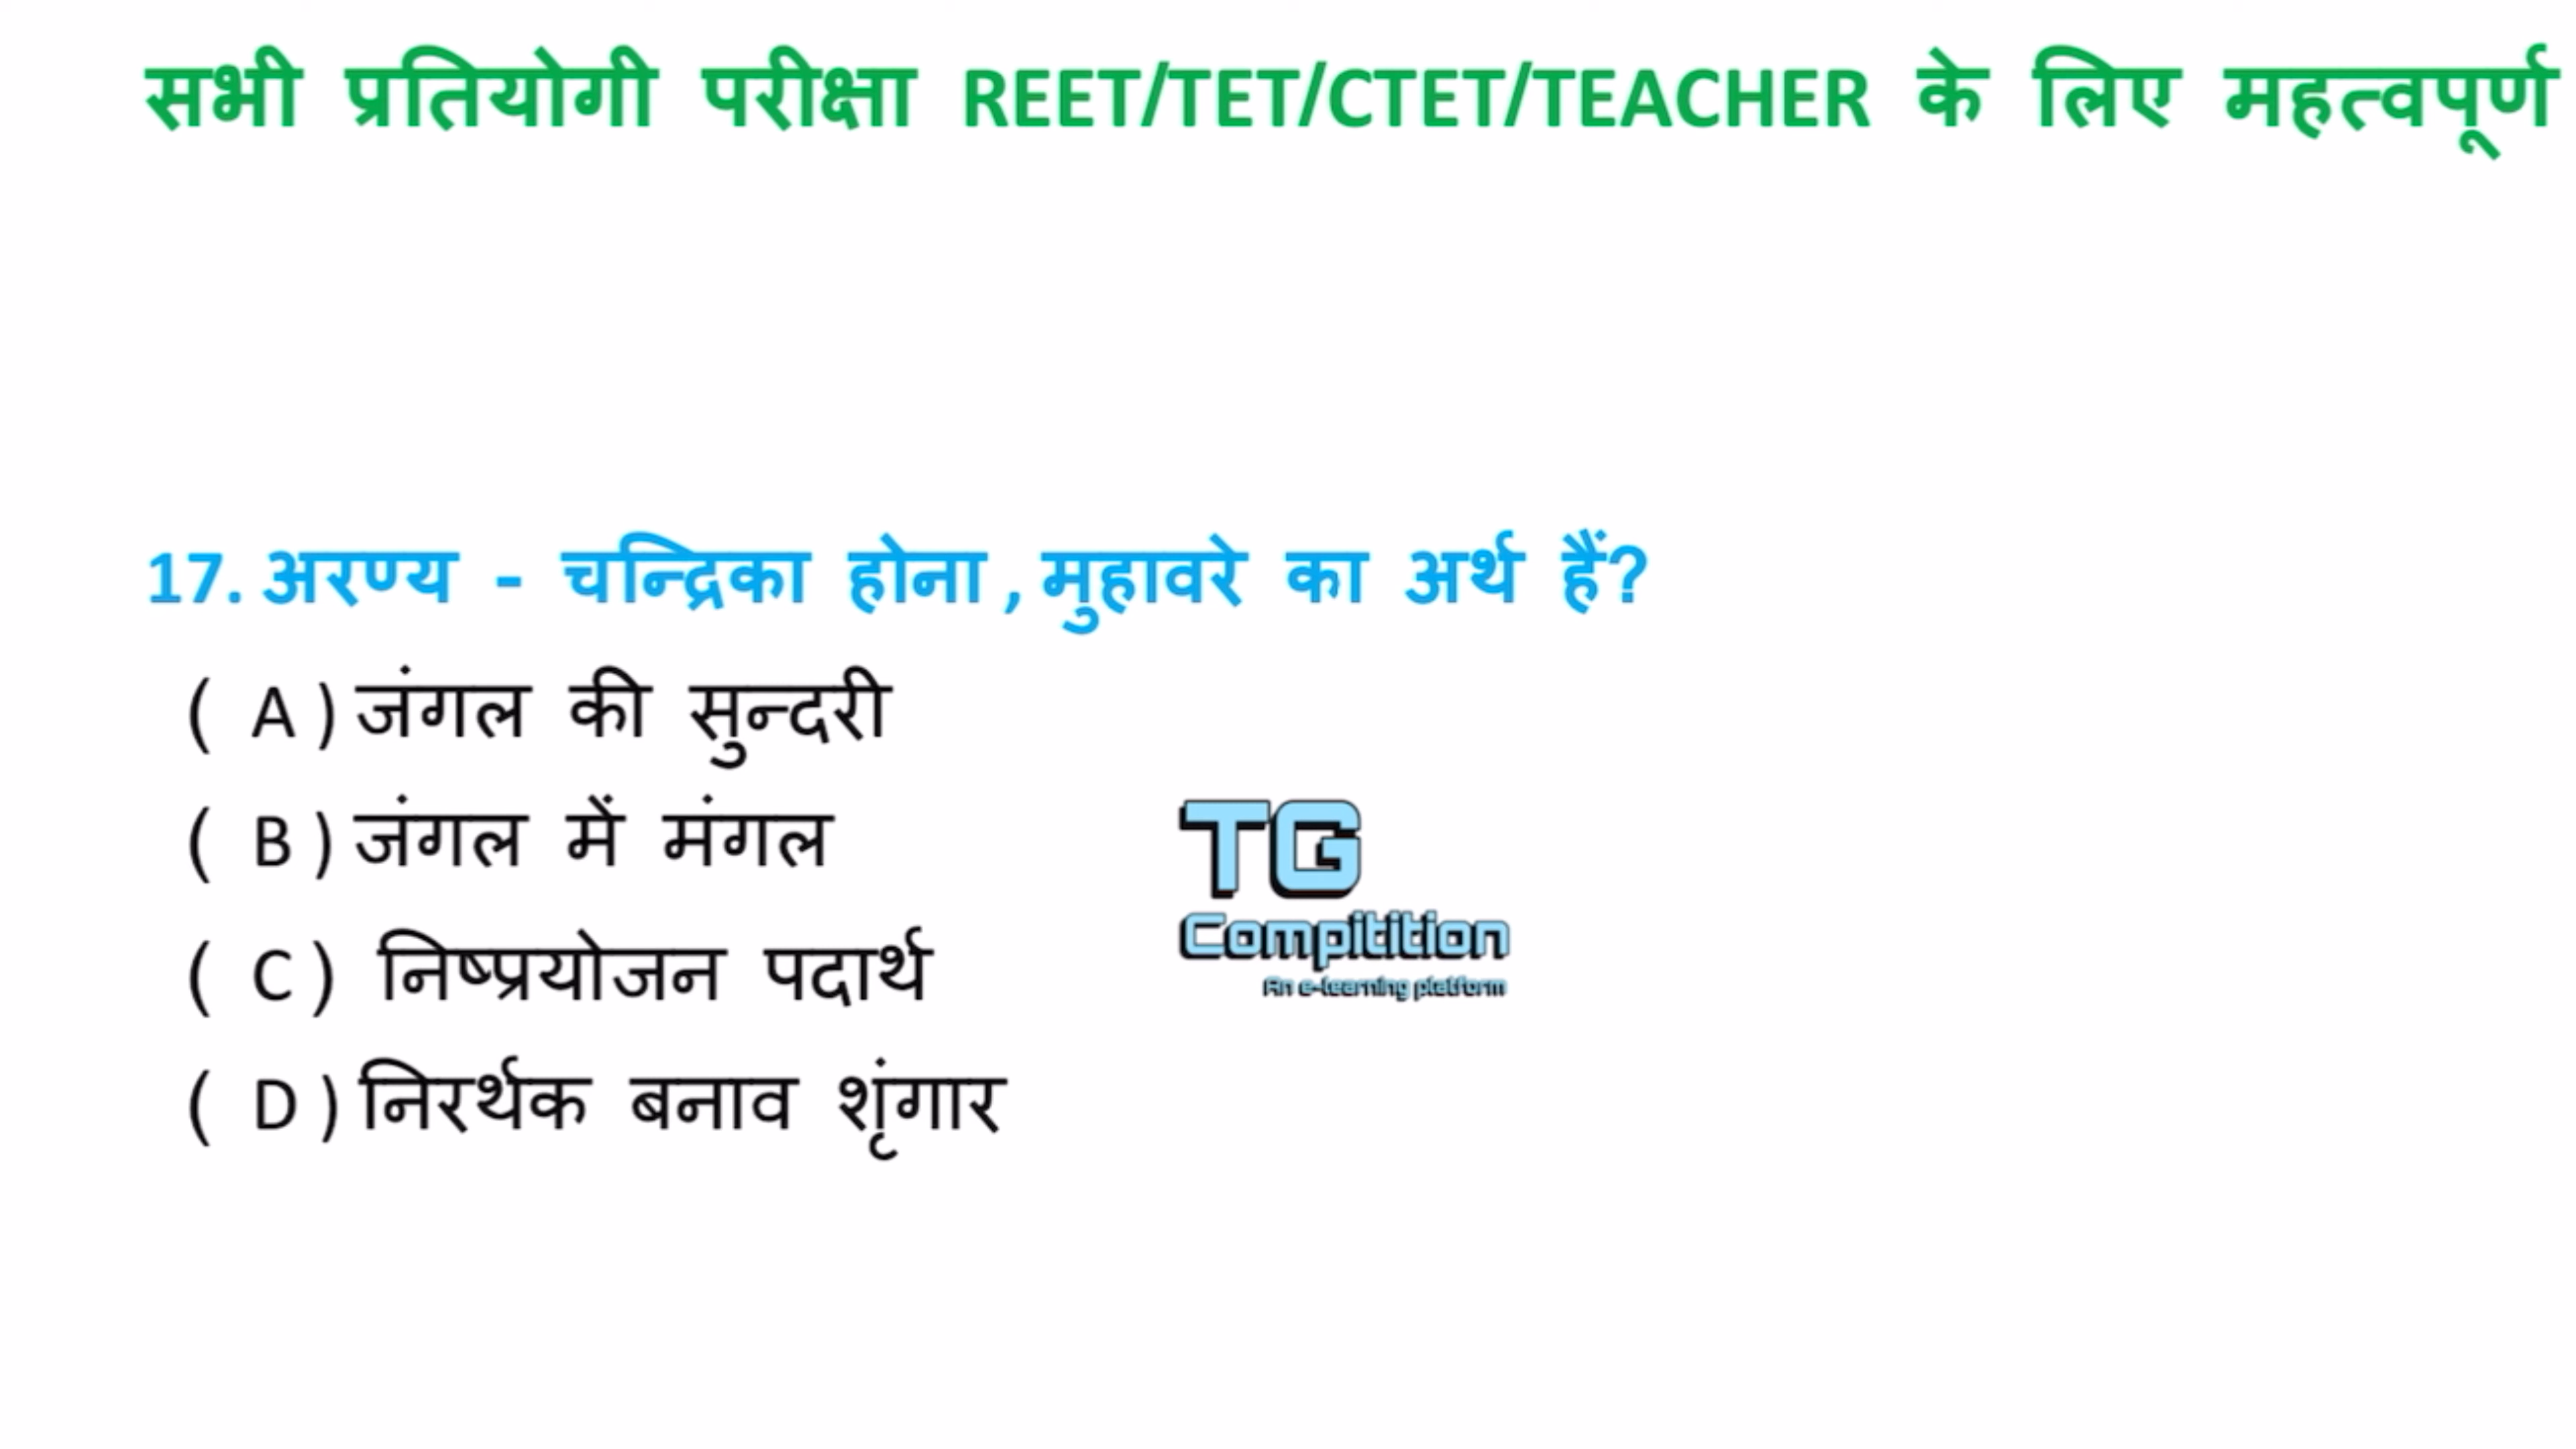 सभी प्रतियोगी परीक्षा REET/TET/CTET/TEACHER के लिए महत्वपूर्ण
17. अरण्य - चन्द्रिका होना , मुहावरे का अर्थ हैं?
( A ) जंगल की सुन्दरी
( B ) जंगल में मंगल
( C ) निष्प्रयोजन पदार्थ
( D ) निरर्थक बनाव शृंगार
TG
Compitition
An e-learning platform